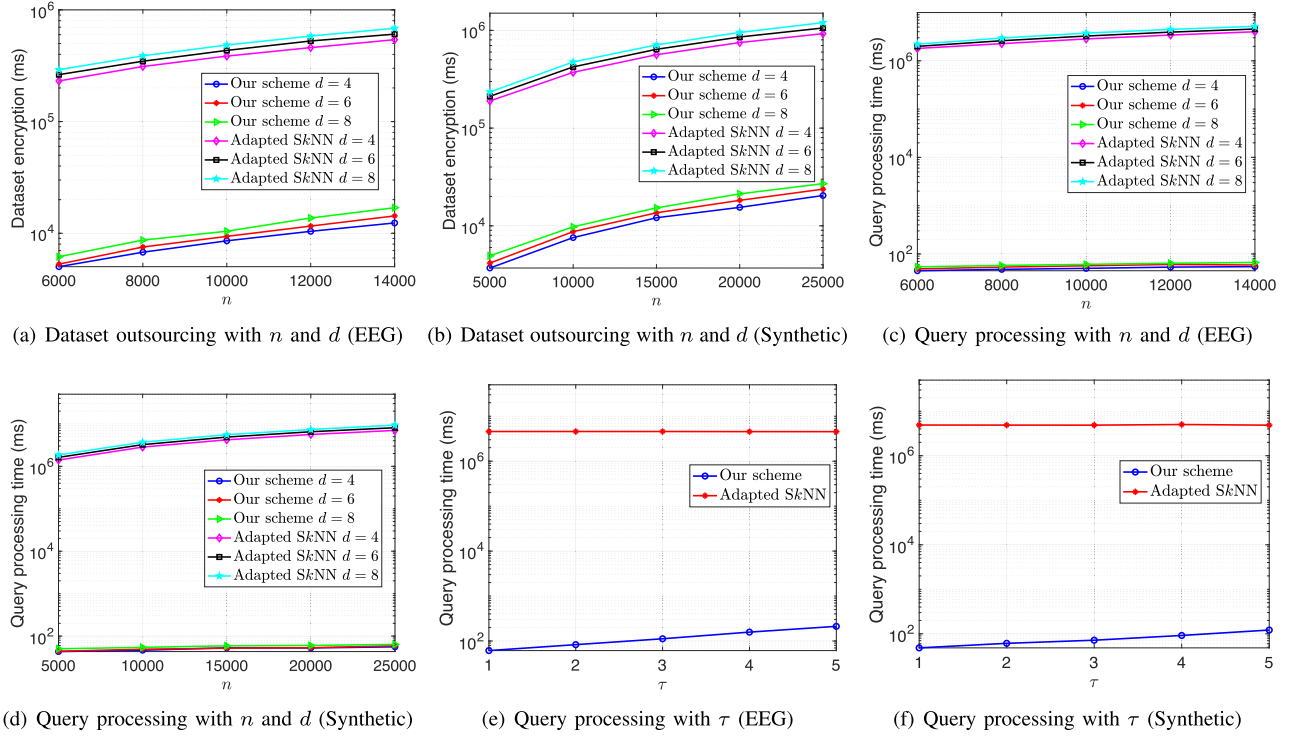 10^6
10^5
10^4
6000 8000 10000 12000 14000
n
Dataset encryption (ms)
Our scheme d = 4
Our scheme d = 6
Our scheme d = 8
Adapted SkNN d = 4
Adapted SkNN d = 6
Adapted SkNN d = 8
(a) Dataset outsourcing with n and d (EEG)
10^6
10^5
10^4
5000 10000 15000 20000 25000
n
Dataset encryption (ms)
Our scheme d = 4
Our scheme d = 6
Our scheme d = 8
Adapted SkNN d = 4
Adapted SkNN d = 6
Adapted SkNN d = 8
(b) Dataset outsourcing with n and d (Synthetic)
10^6
10^4
10^2
6000 8000 10000 12000 14000
n
Query processing time (ms)
Our scheme d = 4
Our scheme d = 6
Our scheme d = 8
Adapted SkNN d = 4
Adapted SkNN d = 6
Adapted SkNN d = 8
(c) Query processing with n and d (EEG)
10^6
10^4
10^2
5000 10000 15000 20000 25000
n
Query processing time (ms)
Our scheme d = 4
Our scheme d = 6
Our scheme d = 8
Adapted SkNN d = 4
Adapted SkNN d = 6
Adapted SkNN d = 8
(d) Query processing with n and d (Synthetic)
10^6
10^4
10^2
1 2 3 4 5
τ
Query processing time (ms)
Our scheme
Adapted SkNN
(e) Query processing with τ (EEG)
10^6
10^4
10^2
1 2 3 4 5
τ
Query processing time (ms)
Our scheme
Adapted SkNN
(f) Query processing with τ (Synthetic)